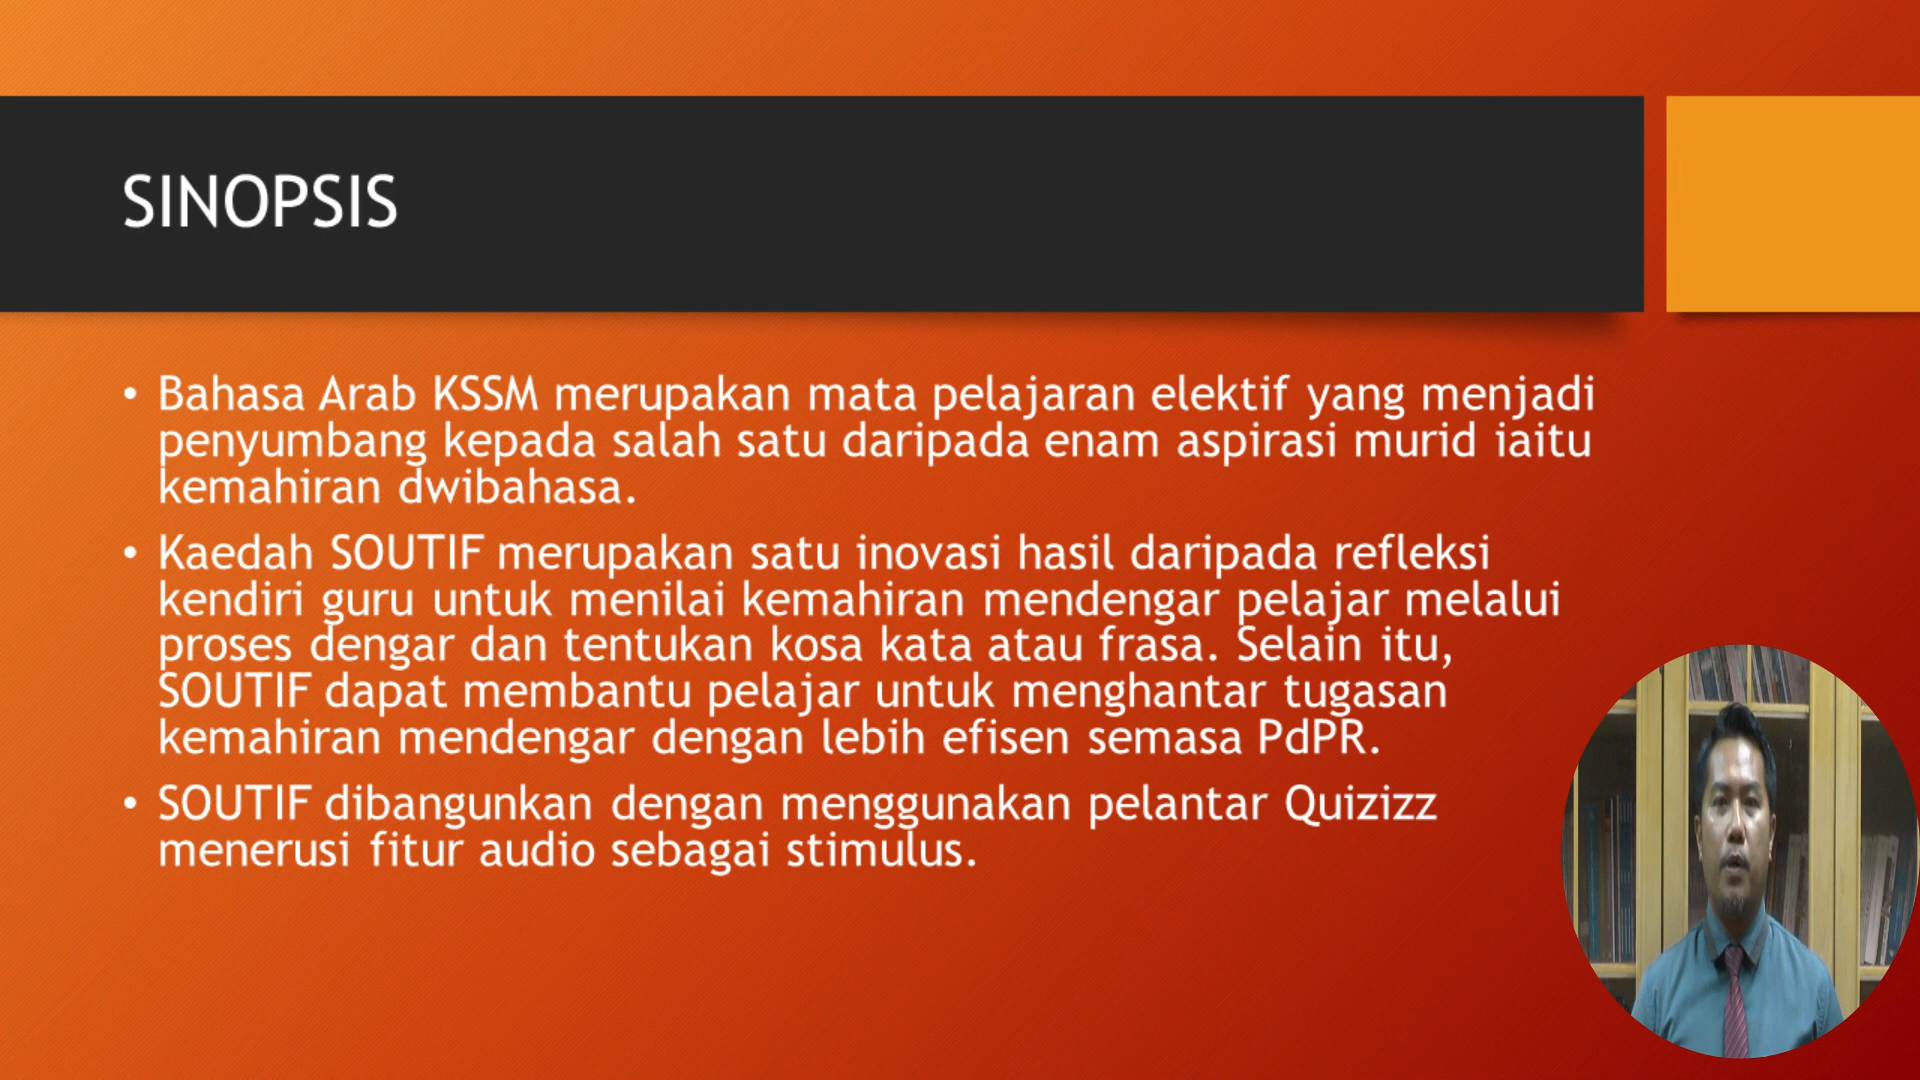 SINOPSIS
• Bahasa Arab KSSM merupakan mata pelajaran elektif yang menjadi
penyumbang kepada salah satu daripada enam aspirasi murid iaitu
kemahiran dwibahasa.
• Kaedah SOUTIF merupakan satu inovasi hasil daripada refleksi
kendiri guru untuk menilai kemahiran mendengar pelajar melalui
proses dengar dan tentukan kosa kata atau frasa. Selain itu,
SOUTIF dapat membantu pelajar untuk menghantar tugasan
kemahiran mendengar dengan lebih efisen semasa PdPR.
• SOUTIF dibangunkan dengan menggunakan pelantar Quizizz
menerusi fitur audio sebagai stimulus.